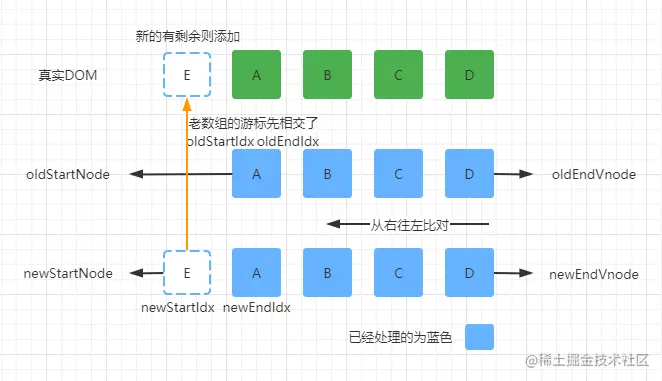 新的有剩余则添加
真实DOM E A B C D
老数组的游标先相交了
oldStartIdx oldEndIdx
oldStartNode A B C D oldEndVnode
从右往左比对
newStartNode E A B C D newEndVnode
newStartIdx newEndIdx
已经处理的为蓝色
@稀土掘金技术社区